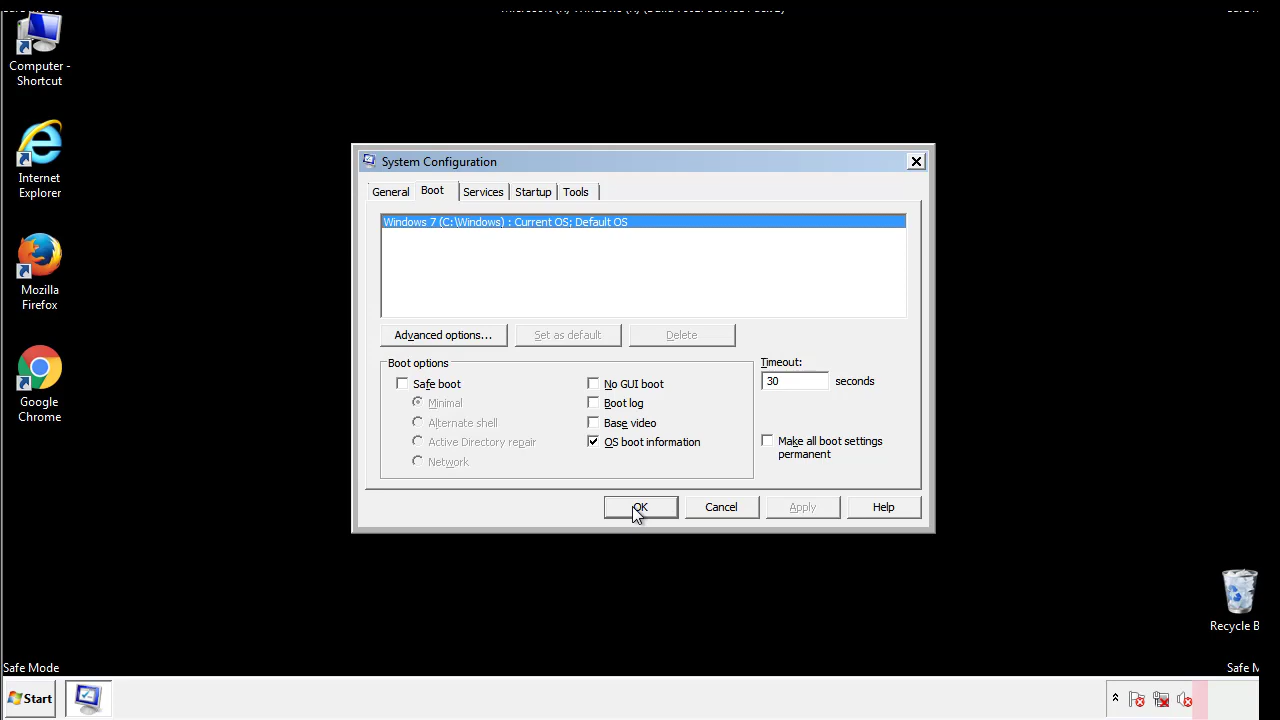 Computer -
Shortcut
Internet
Explorer
Mozilla
Firefox
Google
Chrome
System Configuration
General Boot Services Startup Tools
Windows 7 (C:\Windows) : Current OS; Default OS
Advanced options... Set as default Delete
Boot options
Safe boot
Minimal
Alternate shell
Active Directory repair
Network
No GUI boot
Boot log
Base video
OS boot information
Timeout:
30 seconds
Make all boot settings
permanent
OK Cancel Apply Help
Recycle B
Safe Mode
Safe M
Start